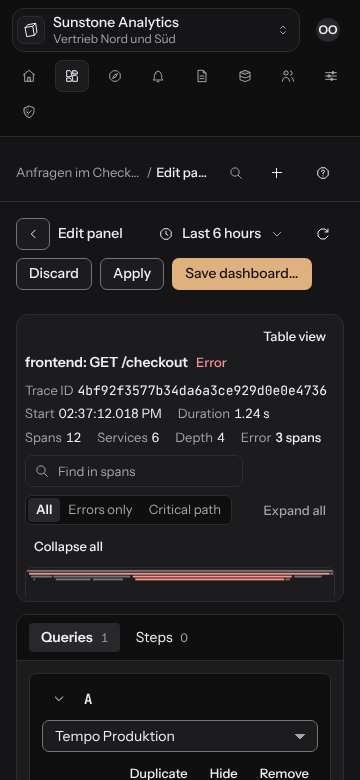 Sunstone Analytics
Vertrieb Nord und Süd
OO
Anfragen im Check... / Edit pa...
Edit panel
Last 6 hours
Discard
Apply
Save dashboard...
Table view
frontend: GET /checkout Error
Trace ID 4bf92f3577b34da6a3ce929d0e0e4736
Start 02:37:12.018 PM Duration 1.24 s
Spans 12 Services 6 Depth 4 Error 3 spans
Find in spans
All Errors only Critical path Expand all
Collapse all
Queries 1 Steps 0
A
Tempo Produktion
Duplicate Hide Remove